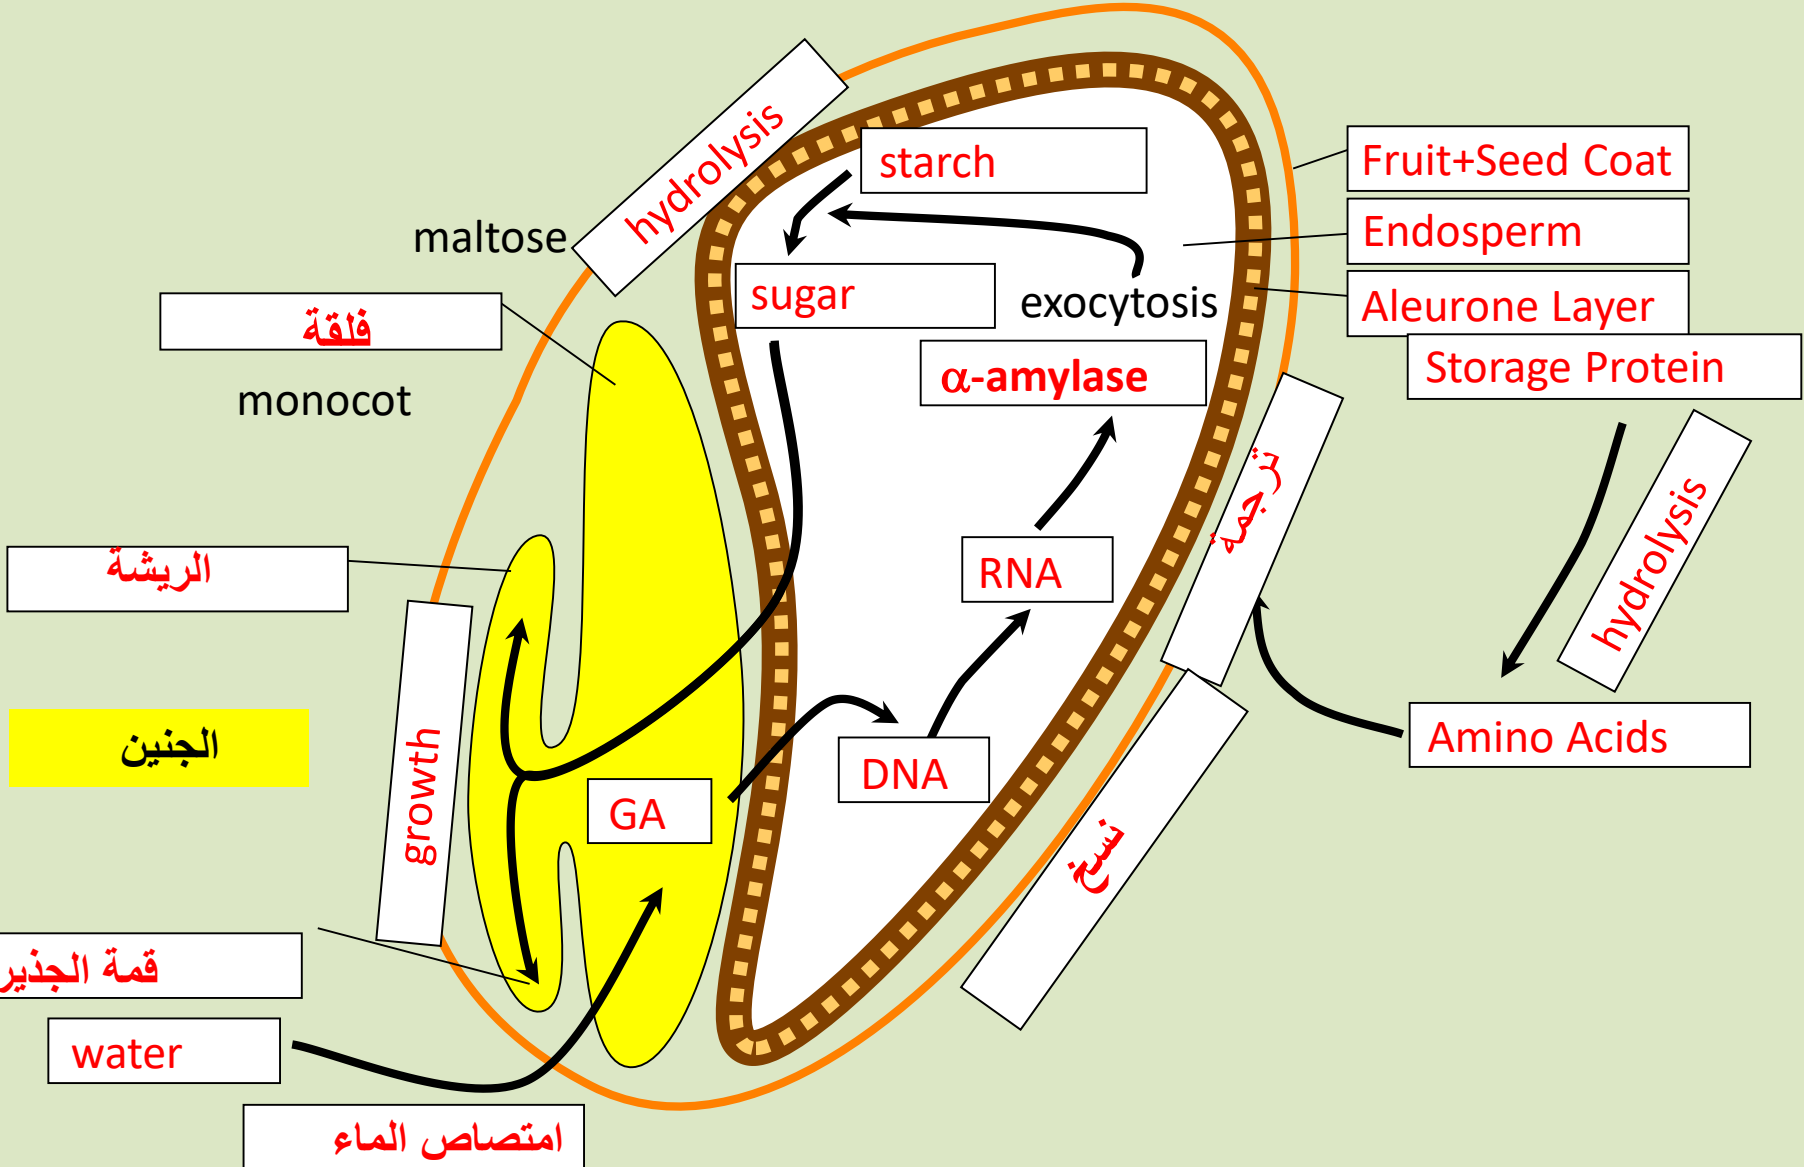 hydrolysis
starch
Fruit+Seed Coat
maltose
Endosperm
sugar
exocytosis
Aleurone Layer
فلقة
Storage Protein
α-amylase
monocot
ترجمة
hydrolysis
الريشة
RNA
growth
الجنين
DNA
Amino Acids
GA
نسخ
قمة الجذير
water
امتصاص الماء